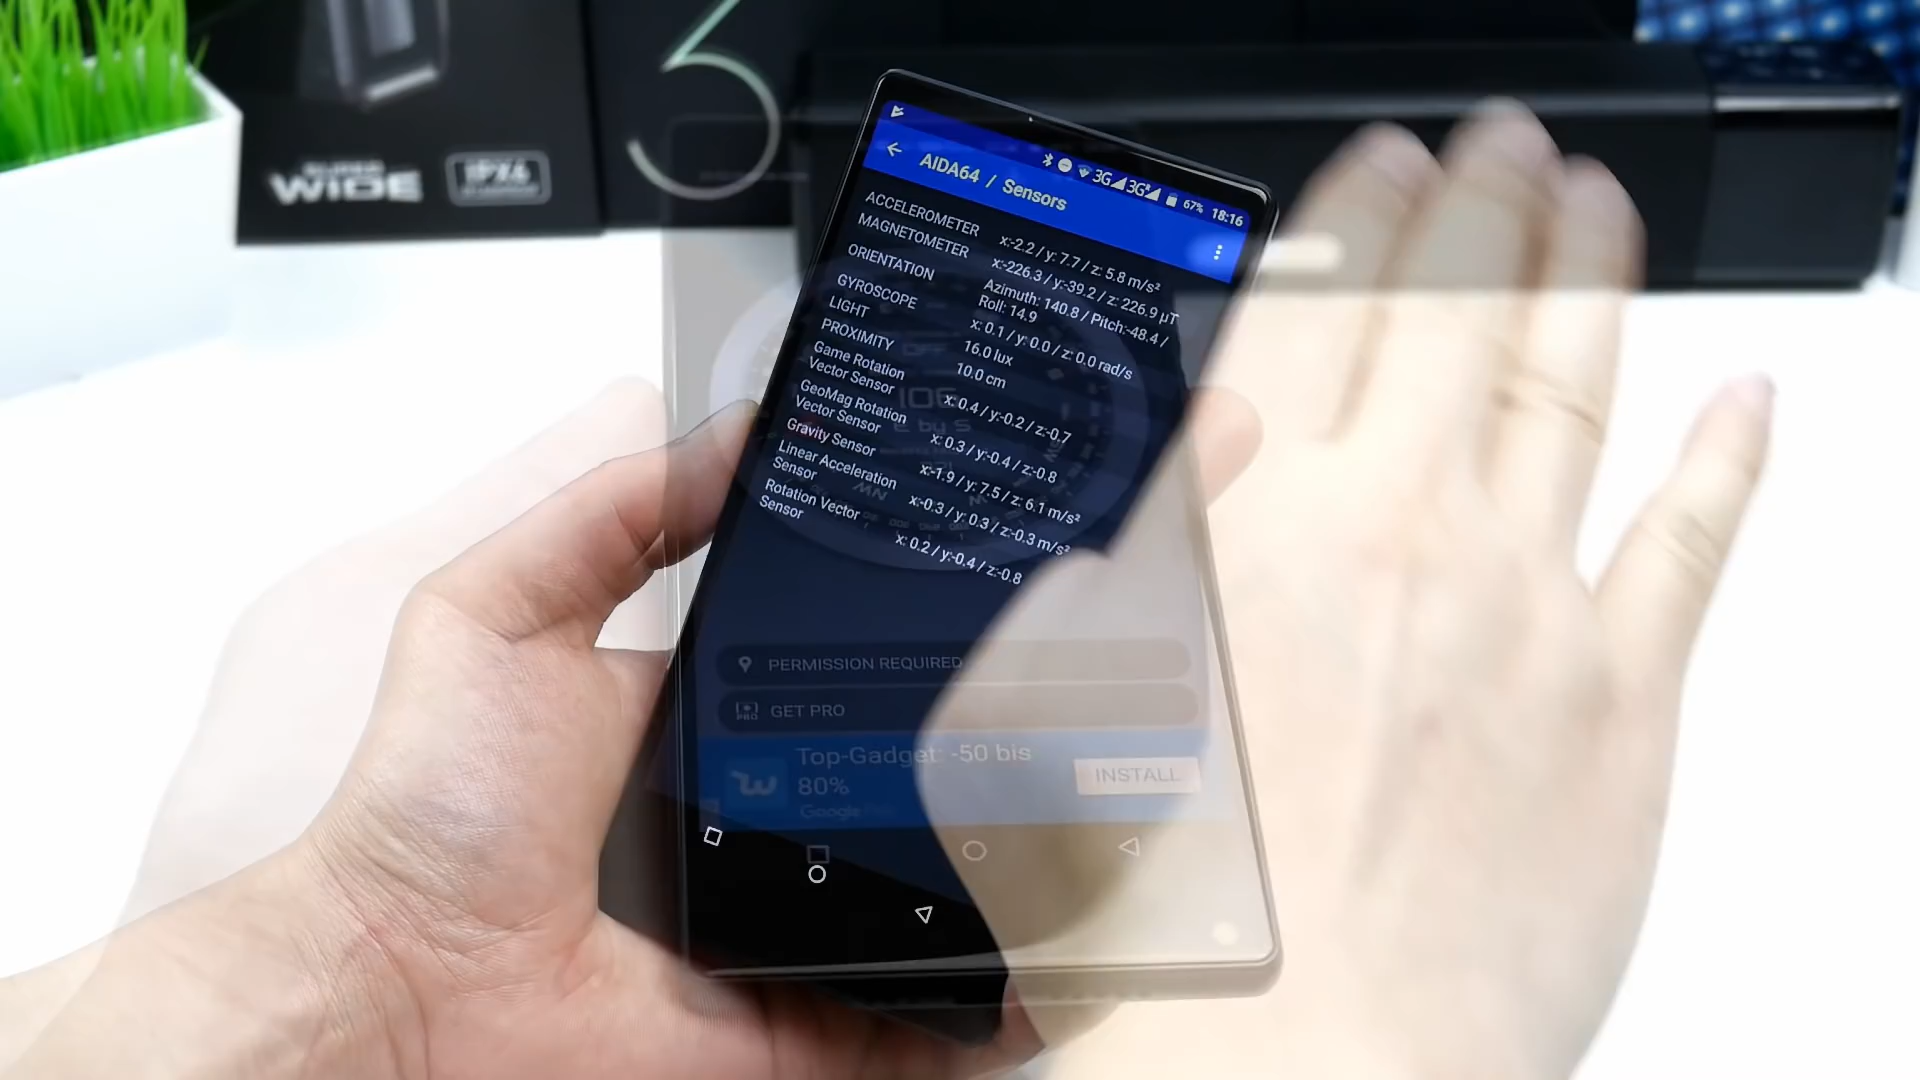 SUPER
WIDE
IPX4
3G 3G 67% 18:16
AIDA64 / Sensors
ACCELEROMETER x:-2.2 / y: 7.7 / z: 5.8 m/s²
MAGNETOMETER x:-226.3 / y:-39.2 / z: 226.9 µT
ORIENTATION Azimuth: 140.8 / Pitch:-48.4 /
Roll: 14.9
GYROSCOPE x: 0.1 / y: 0.0 / z: 0.0 rad/s
LIGHT 16.0 lux
PROXIMITY 10.0 cm
Game Rotation
Vector Sensor x: 0.4 / y:-0.2 / z:-0.7
GeoMag Rotation
Vector Sensor x: 0.3 / y:-0.4 / z:-0.8
Gravity Sensor x:-1.9 / y: 7.5 / z: 6.1 m/s²
Linear Acceleration
Sensor x:-0.3 / y: 0.3 / z:-0.3 m/s²
Rotation Vector
Sensor x: 0.2 / y:-0.4 / z:-0.8
106
E by S
NW
PERMISSION REQUIRED
PRO GET PRO
Top-Gadget: -50 bis
80%
Google
INSTALL